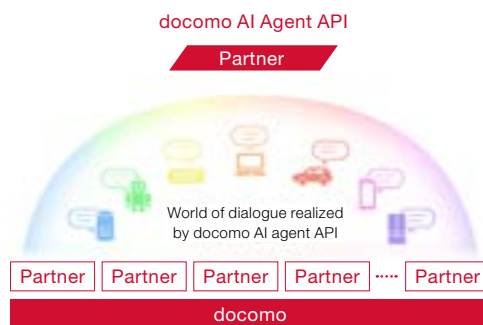 docomo AI Agent API
Partner
World of dialogue realized
by docomo AI agent API
Partner Partner Partner Partner ····· Partner
docomo